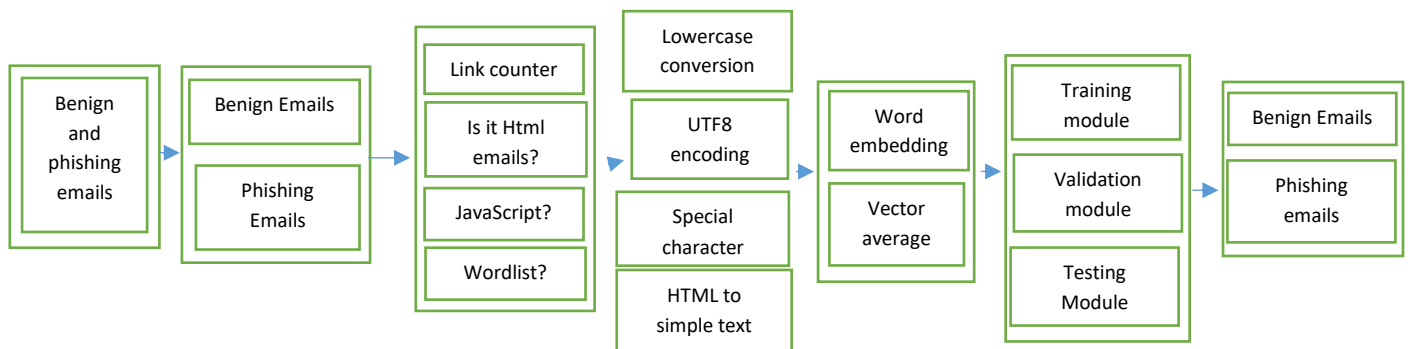 Benign
and
phishing
emails
Benign Emails
Phishing
Emails
Link counter
Is it Html
emails?
JavaScript?
Wordlist?
Lowercase
conversion
UTF8
encoding
Special
character
HTML to
simple text
Word
embedding
Vector
average
Training
module
Validation
module
Testing
Module
Benign Emails
Phishing
emails